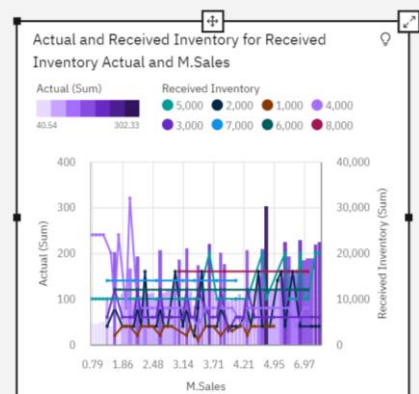 Actual and Received Inventory for Received
Inventory Actual and M.Sales
Actual (Sum)
40.54 302.33
Received Inventory
5,000 2,000 1,000 4,000
3,000 7,000 6,000 8,000
400 40,000
300 30,000
200 20,000
100 10,000
0 0
Actual (Sum)
Received Inventory (Sum)
0.79 1.86 2.48 3.14 3.71 4.21 4.95 6.97
M.Sales